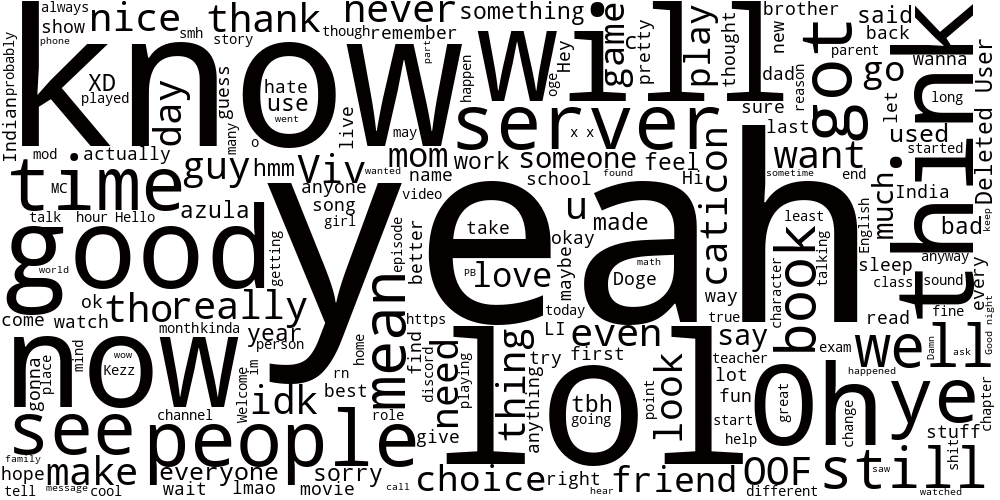 always
show
phone
nice
smh
story
thank
though
remember
never
something
Hey
game
pretty
play
thought
new
brother
dad
said
back
parent
got
go
wanna
think
long
Deleted User
Indian
probably
know
XD
played
day
guess
many
hate
use
went
o
live
may
part
happen
will
oge
server
x x
sure
reason
last
let
used
started
mod
actually
time
MC
guy
hmm
Viv
anyone
mom
wanted
name
work
someone
school
found
feel
Hi
caticon
want
sometime
end
much
India
bad
keep
talk
hour
Hello
azula
song
girl
video
u
made
okay
yeah
take
PB
love
maybe
math
Doge
way
true
least
book
talking
character
English
sleep
class
anyway
sound
every
good
world
getting
episode
better
ok
tho
really
come
watch
month
kinda
year
person
home
mean
https
find
discord
today
LI
even
say
teacher
exam
read
fine
well
Damn
ask
Good night
now
wow
Kezz
gonna
place
mind
Welcome
im
rn
best
idk
role
playing
need
thing
try
anything
first
lol
tbh
going
point
look
lot
fun
start
help
Oh
great
change
happened
ye
chapter
see
people
channel
give
stuff
shit
family
hope
tell
make
message
cool
everyone
wait
lmao
sorry
movie
call
choice
right
hear
friend
OOF
different
still
saw
watched